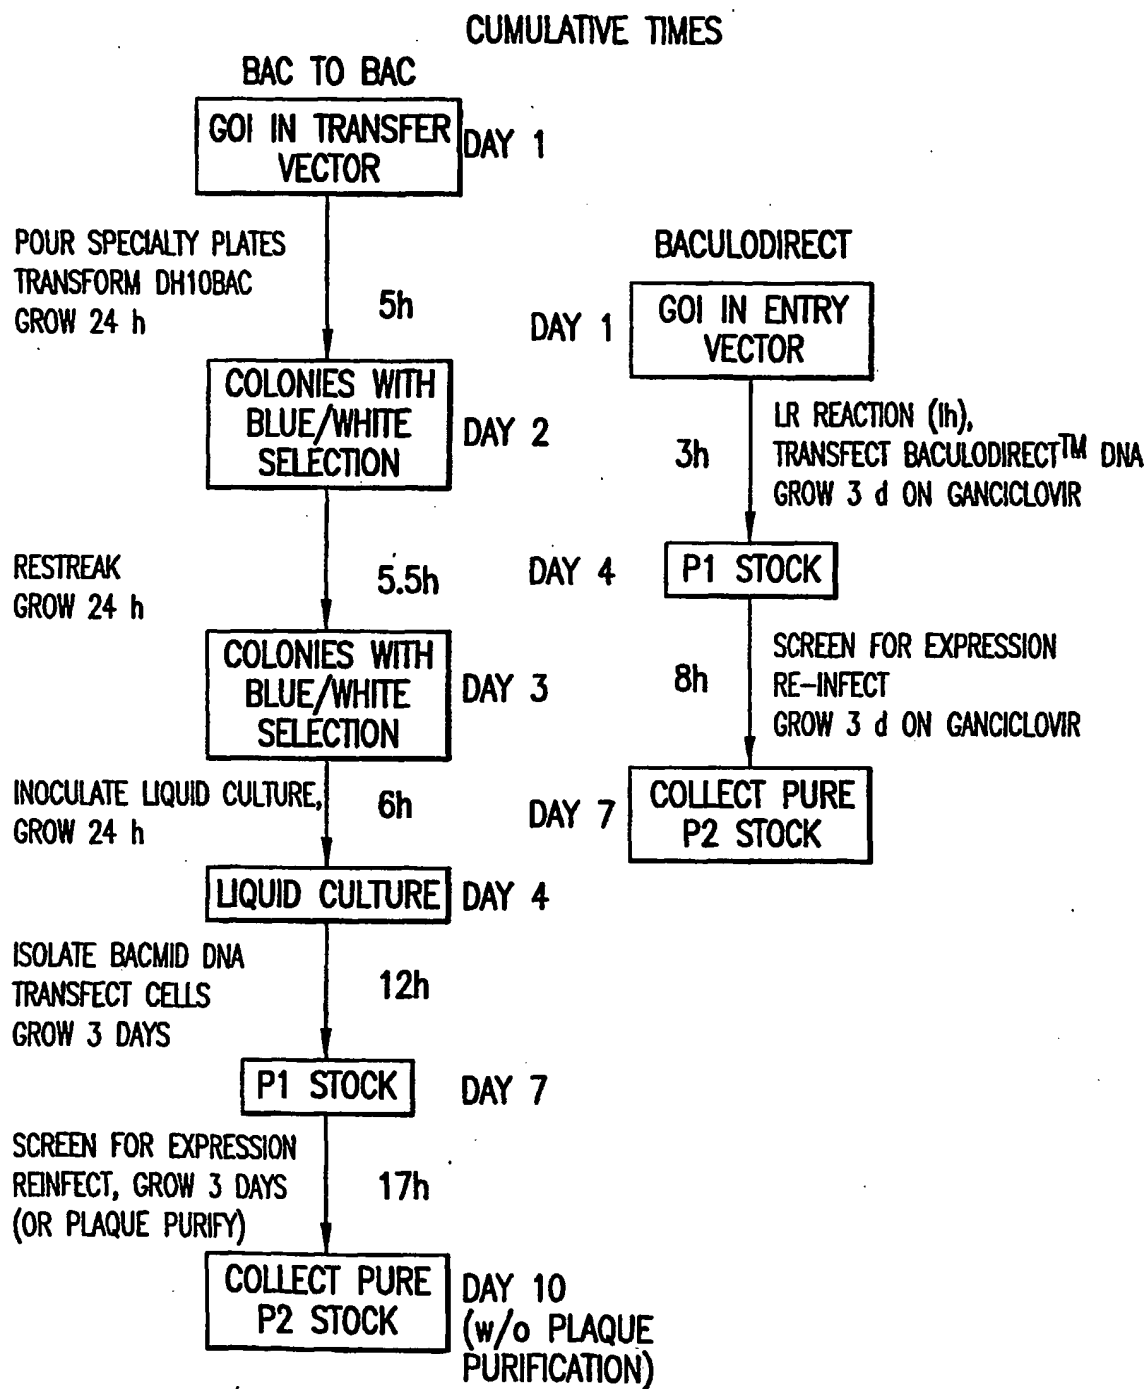 CUMULATIVE TIMES
BAC TO BAC
GOI IN TRANSFER
VECTOR
DAY 1
POUR SPECIALTY PLATES
TRANSFORM DH10BAC
GROW 24 h
5h
COLONIES WITH
BLUE/WHITE
SELECTION
DAY 2
RESTREAK
GROW 24 h
5.5h
COLONIES WITH
BLUE/WHITE
SELECTION
DAY 3
INOCULATE LIQUID CULTURE,
GROW 24 h
6h
LIQUID CULTURE
DAY 4
ISOLATE BACMID DNA
TRANSFECT CELLS
GROW 3 DAYS
12h
P1 STOCK
DAY 7
SCREEN FOR EXPRESSION
REINFECT, GROW 3 DAYS
(OR PLAQUE PURIFY)
17h
COLLECT PURE
P2 STOCK
DAY 10
(w/o PLAQUE
PURIFICATION)
BACULODIRECT
DAY 1
GOI IN ENTRY
VECTOR
3h
LR REACTION (1h),
TRANSFECT BACULODIRECT™ DNA
GROW 3 d ON GANCICLOVIR
DAY 4
P1 STOCK
8h
SCREEN FOR EXPRESSION
RE-INFECT
GROW 3 d ON GANCICLOVIR
DAY 7
COLLECT PURE
P2 STOCK